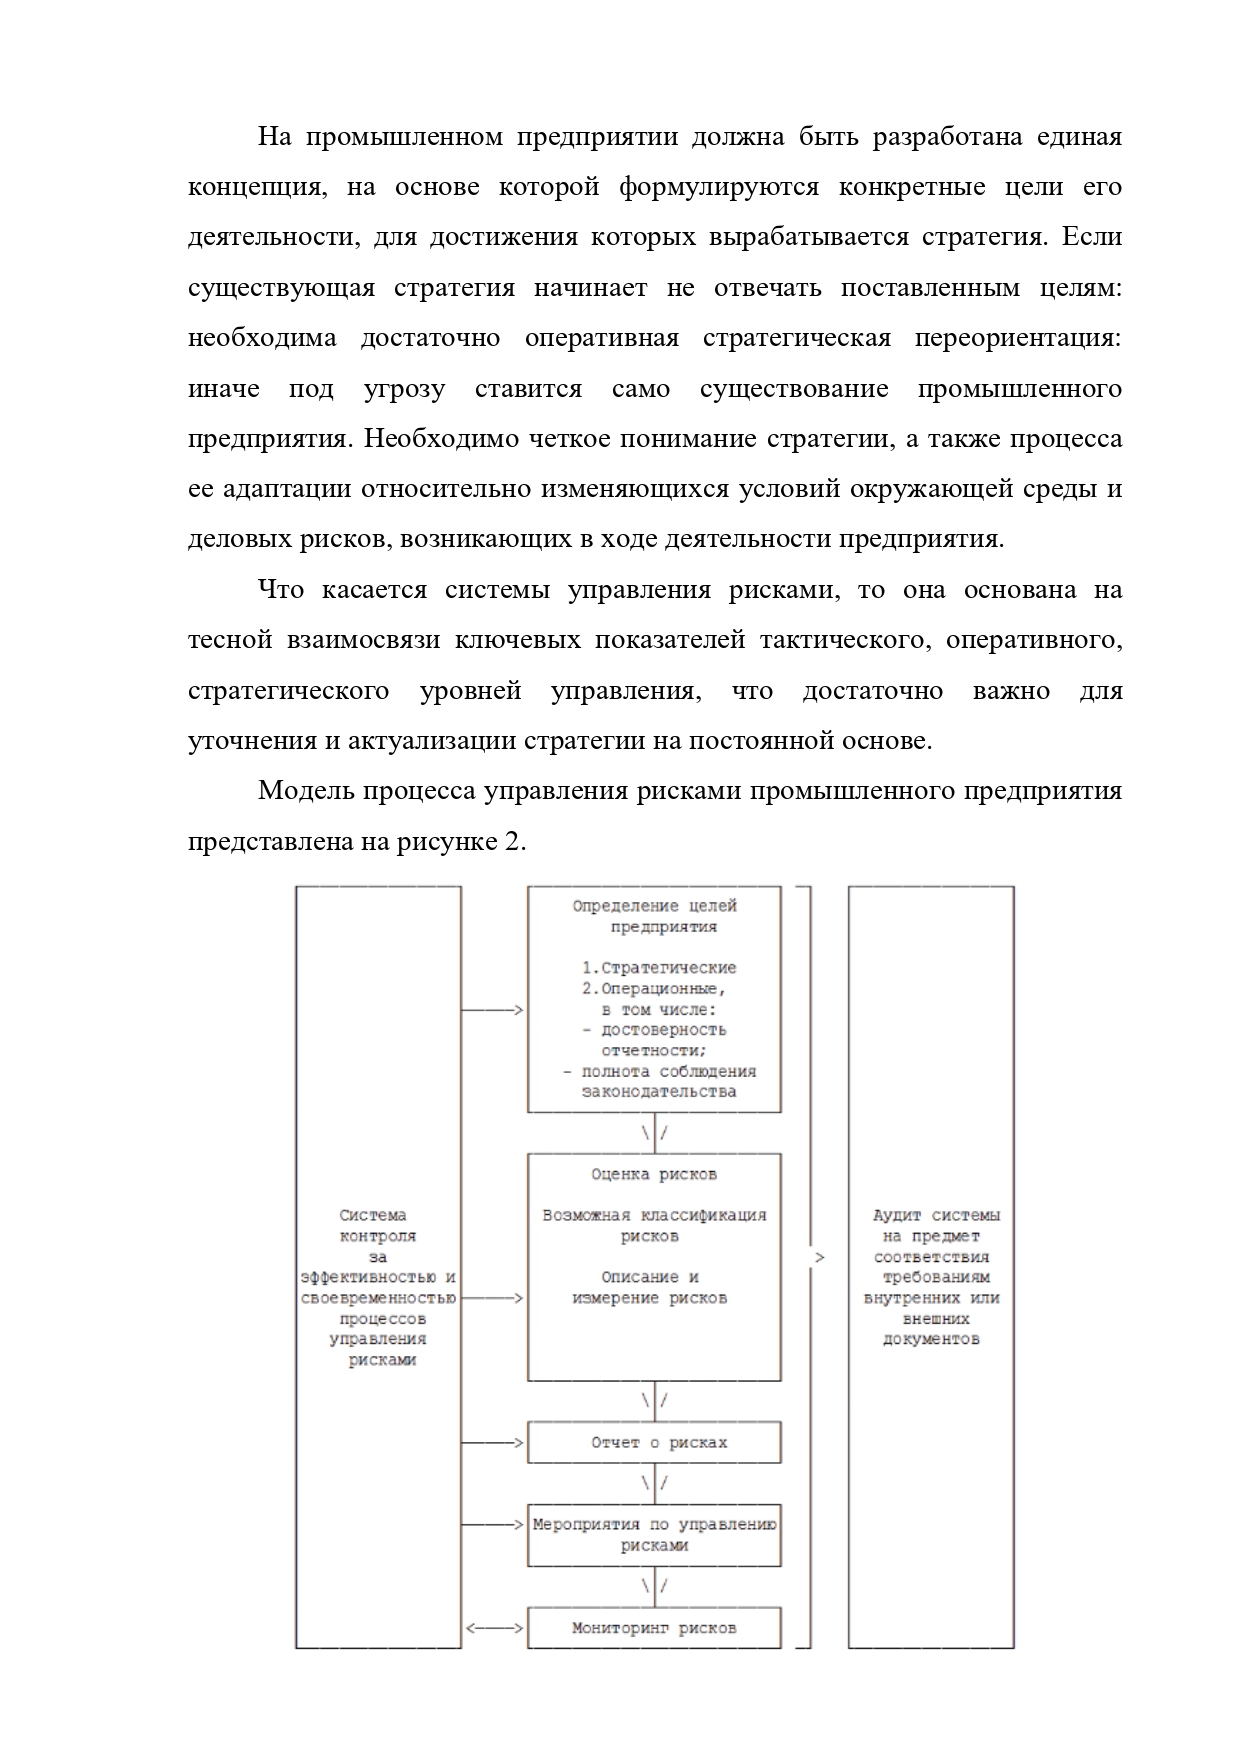 На промышленном предприятии должна быть разработана единая
концепция, на основе которой формулируются конкретные цели его
деятельности, для достижения которых вырабатывается стратегия. Если
существующая стратегия начинает не отвечать поставленным целям:
необходима достаточно оперативная стратегическая переориентация:
иначе под угрозу ставится само существование промышленного
предприятия. Необходимо четкое понимание стратегии, а также процесса
ее адаптации относительно изменяющихся условий окружающей среды и
деловых рисков, возникающих в ходе деятельности предприятия.
Что касается системы управления рисками, то она основана на
тесной взаимосвязи ключевых показателей тактического, оперативного,
стратегического уровней управления, что достаточно важно для
уточнения и актуализации стратегии на постоянной основе.
Модель процесса управления рисками промышленного предприятия
представлена на рисунке 2.
Система
контроля
за
эффективностью и
своевременностью
процессов
управления
рисками
Определение целей
предприятия
1.Стратегические
2.Операционные,
в том числе:
- достоверность
отчетности;
- полнота соблюдения
законодательства
Оценка рисков
Возможная классификация
рисков
Описание и
измерение рисков
Отчет о рисках
Мероприятия по управлению
рисками
Мониторинг рисков
Аудит системы
на предмет
соответствия
требованиям
внутренних или
внешних
документов